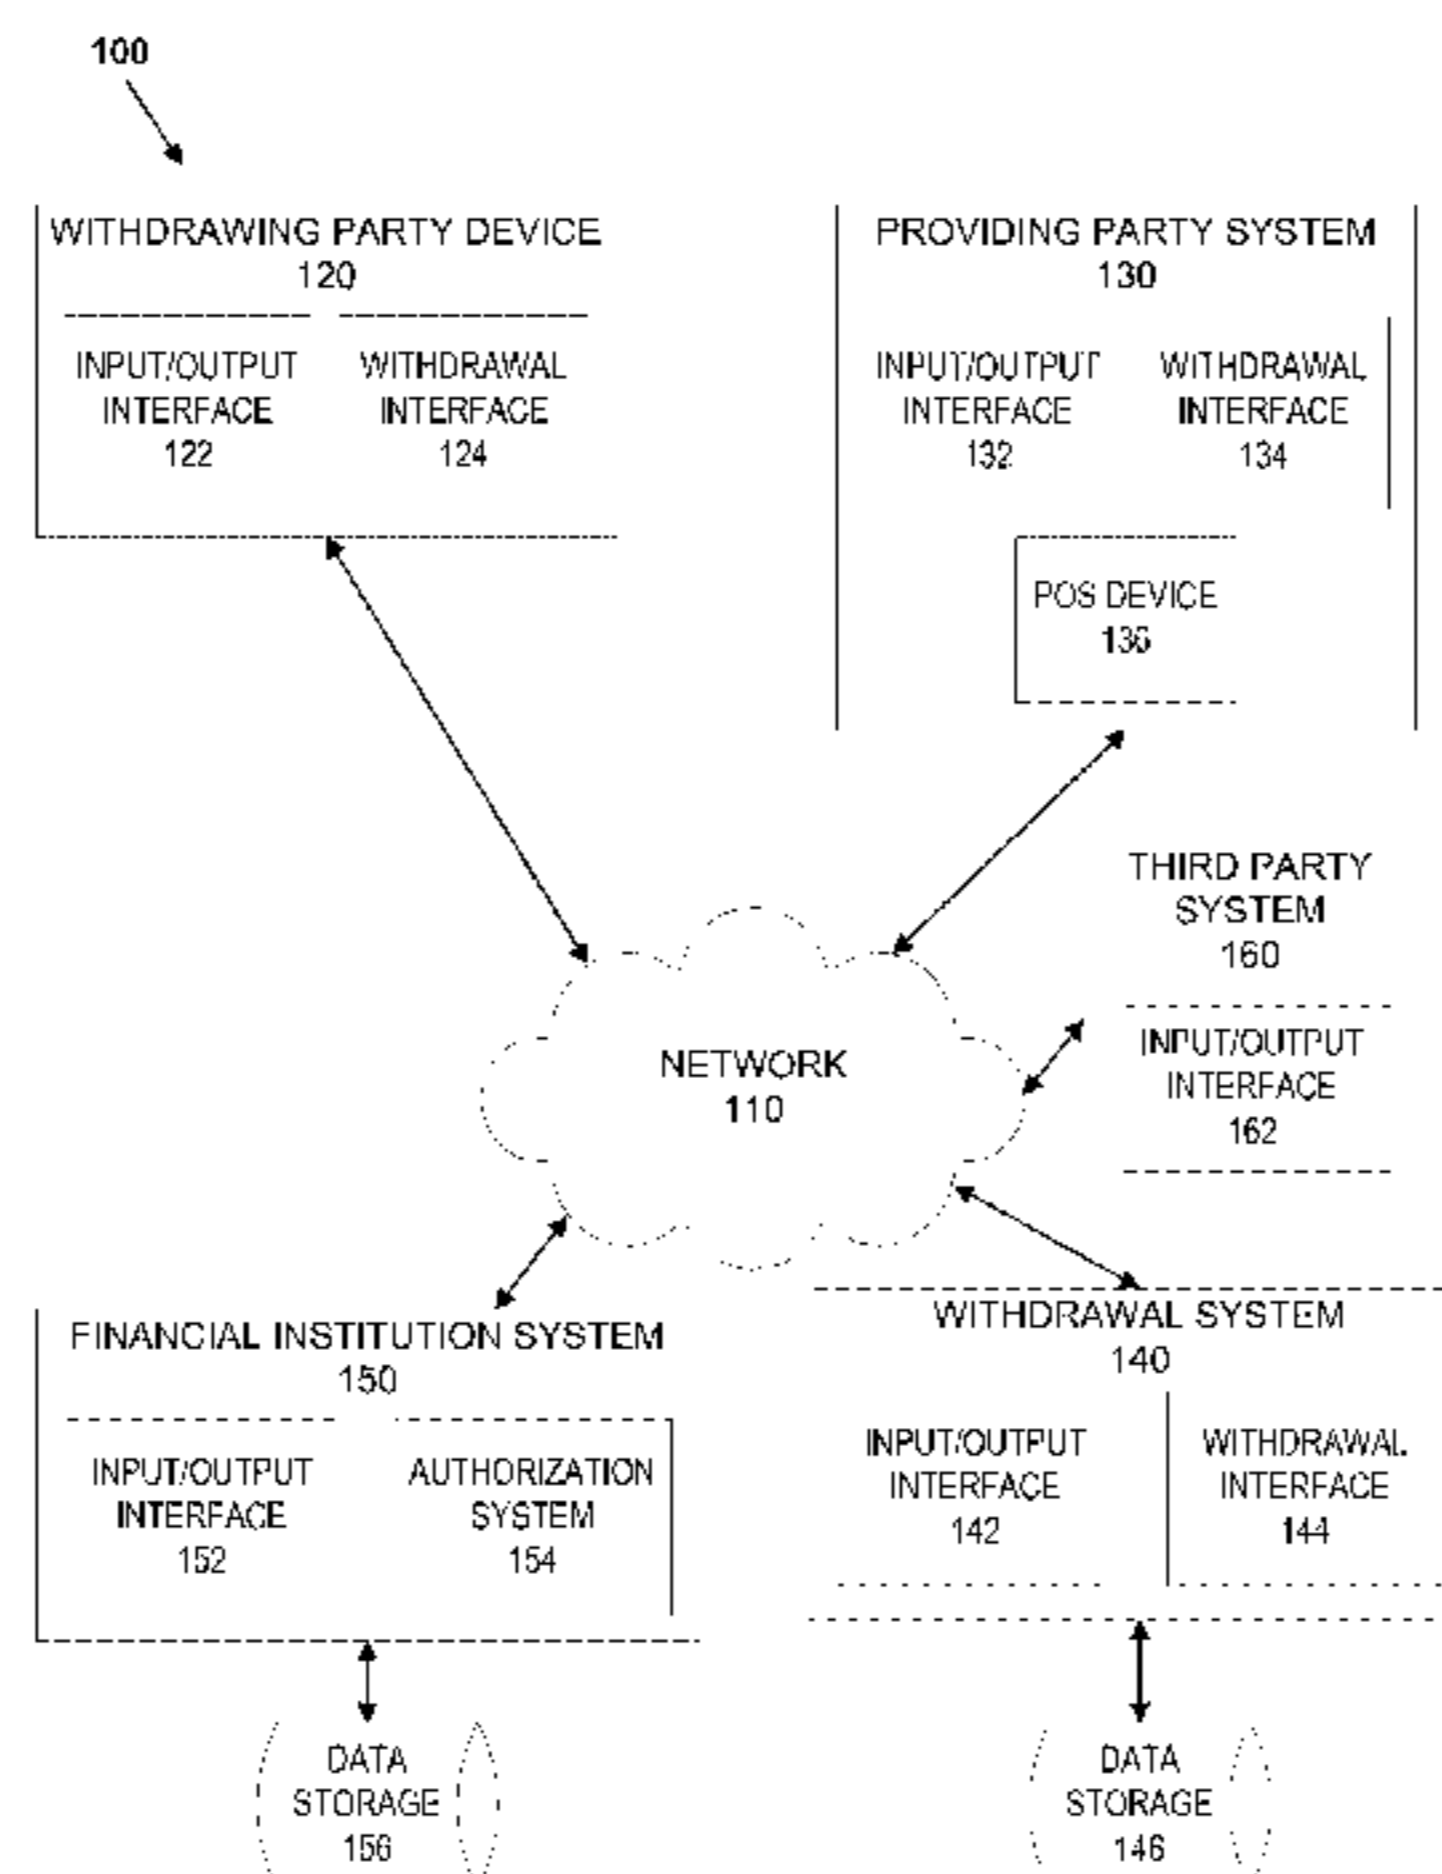 100
WITHDRAWING PARTY DEVICE
120
INPUT/OUTPUT
INTERFACE
122
WITHDRAWAL
INTERFACE
124
PROVIDING PARTY SYSTEM
130
INPUT/OUTPUT
INTERFACE
132
WITHDRAWAL
INTERFACE
134
POS DEVICE
136
THIRD PARTY
SYSTEM
160
INPUT/OUTPUT
INTERFACE
162
NETWORK
110
FINANCIAL INSTITUTION SYSTEM
150
INPUT/OUTPUT
INTERFACE
152
AUTHORIZATION
SYSTEM
154
WITHDRAWAL SYSTEM
140
INPUT/OUTPUT
INTERFACE
142
WITHDRAWAL
INTERFACE
144
DATA
STORAGE
156
DATA
STORAGE
146